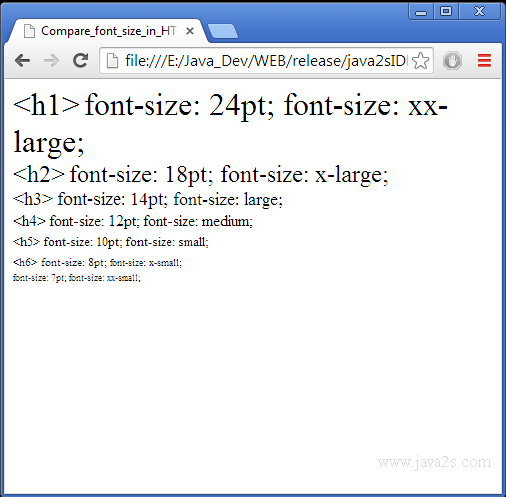 Compare_font_size_in_HT
file:///E:/Java_Dev/WEB/release/java2sID
<h1> font-size: 24pt; font-size: xx-
large;
<h2> font-size: 18pt; font-size: x-large;
<h3> font-size: 14pt; font-size: large;
<h4> font-size: 12pt; font-size: medium;
<h5> font-size: 10pt; font-size: small;
<h6> font-size: 8pt; font-size: x-small;
font-size: 7pt; font-size: xx-small;
www.java2s.com